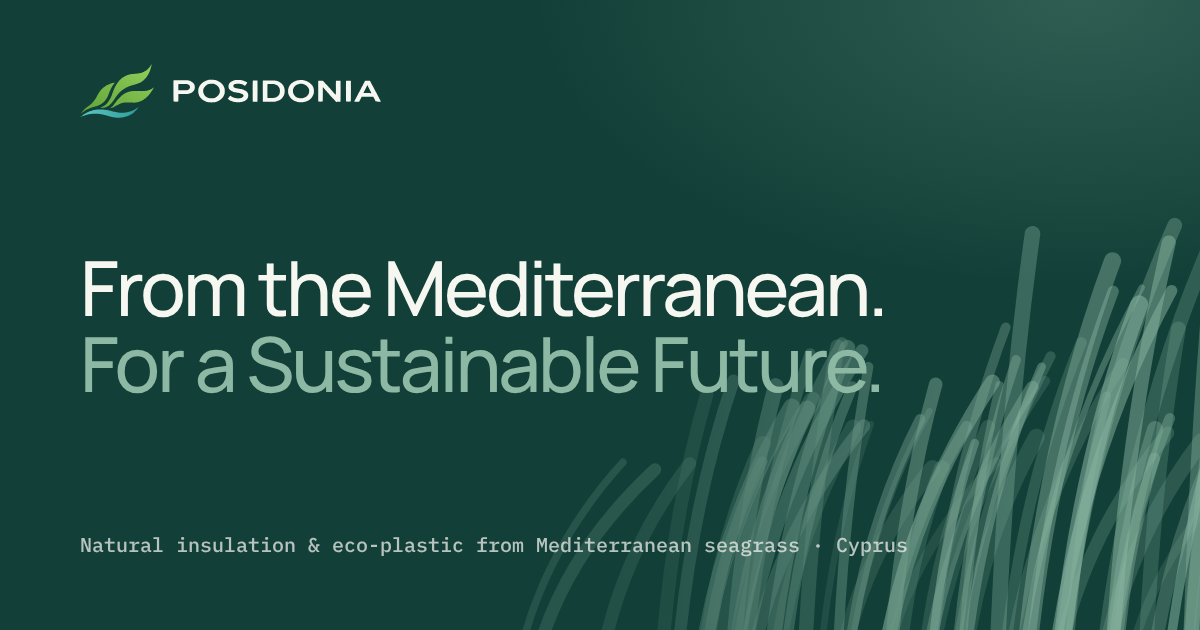 POSIDONIA
From the Mediterranean.
For a Sustainable Future.
Natural insulation & eco-plastic from Mediterranean seagrass · Cyprus